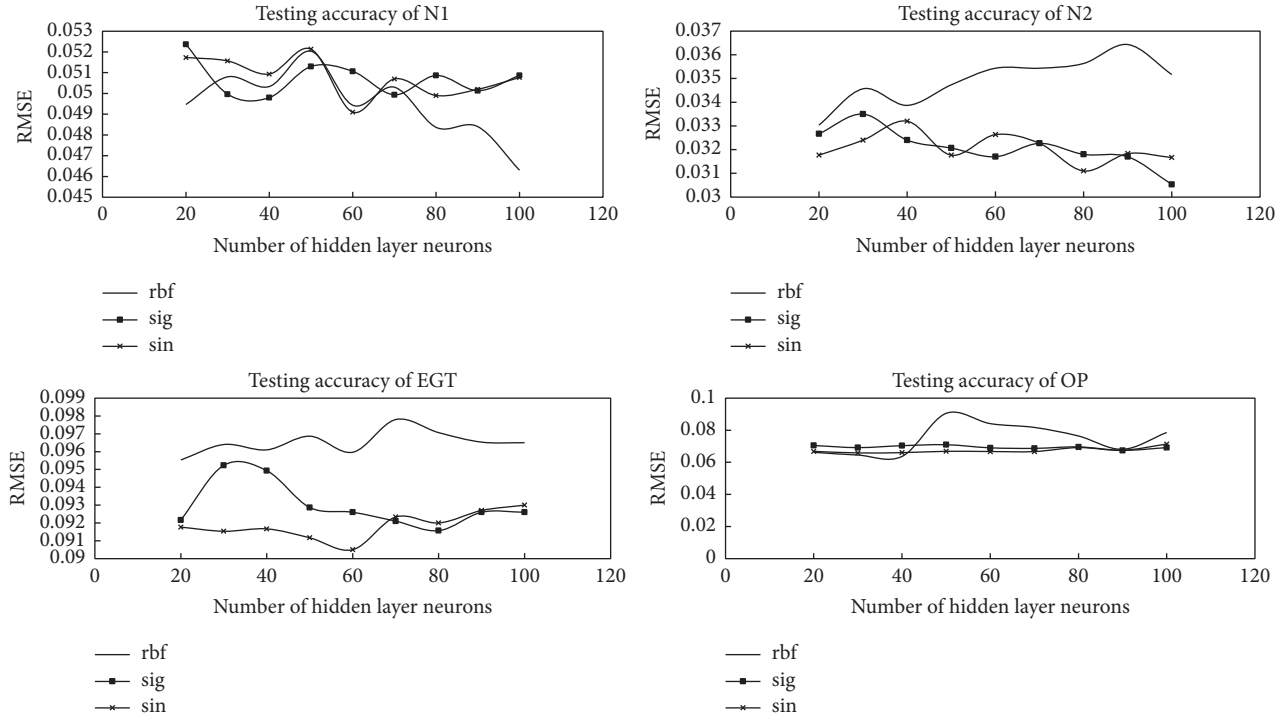 Testing accuracy of N1
0.053
0.052
0.051
0.05
0.049
0.048
0.047
0.046
0.045
RMSE
0 20 40 60 80 100 120
Number of hidden layer neurons
rbf
sig
sin
Testing accuracy of N2
0.037
0.036
0.035
0.034
0.033
0.032
0.031
0.03
RMSE
0 20 40 60 80 100 120
Number of hidden layer neurons
rbf
sig
sin
Testing accuracy of EGT
0.099
0.098
0.097
0.096
0.095
0.094
0.093
0.092
0.091
0.09
RMSE
0 20 40 60 80 100 120
Number of hidden layer neurons
rbf
sig
sin
Testing accuracy of OP
0.1
0.08
0.06
0.04
0.02
0
RMSE
0 20 40 60 80 100 120
Number of hidden layer neurons
rbf
sig
sin